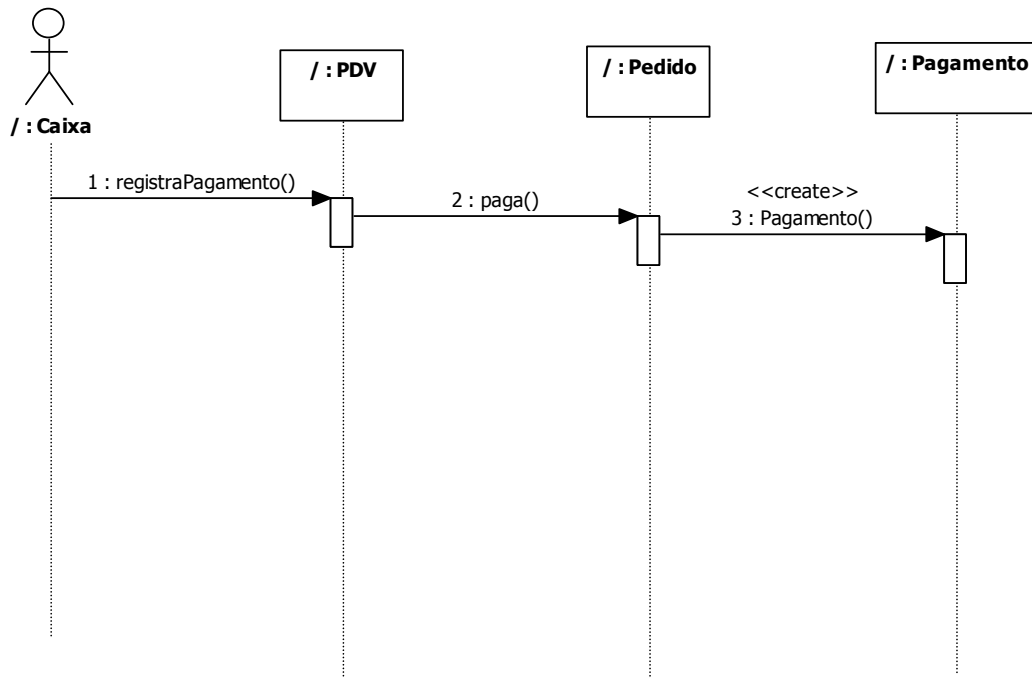 / : Caixa
/ : PDV
/ : Pedido
/ : Pagamento
1 : registraPagamento()
2 : paga()
<<create>>
3 : Pagamento()